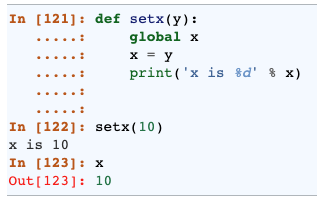 In [121]: def setx(y):
   .....:     global x
   .....:     x = y
   .....:     print('x is %d' % x)
   .....:
   .....:
In [122]: setx(10)
x is 10
In [123]: x
Out[123]: 10